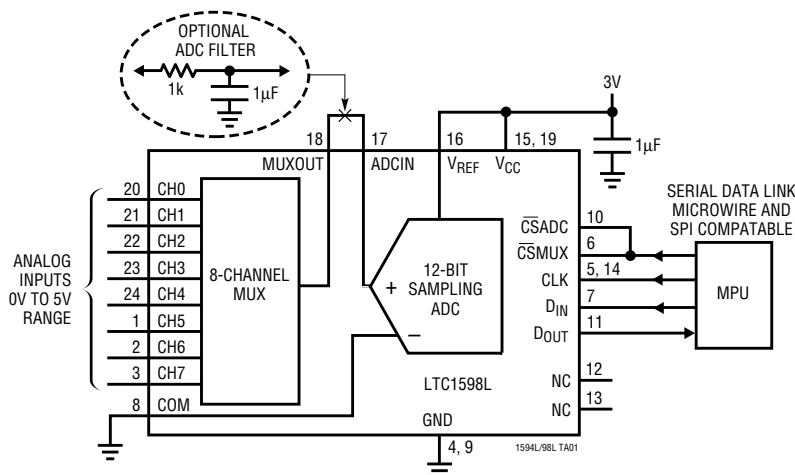 OPTIONAL
ADC FILTER
1k
1µF
3V
18
17
16
15, 19
1µF
MUXOUT
ADCIN
VREF
VCC
20 CH0
21 CH1
22 CH2
23 CH3
24 CH4
1 CH5
2 CH6
3 CH7
8 COM
ANALOG
INPUTS
0V TO 5V
RANGE
8-CHANNEL
MUX
+
12-BIT
SAMPLING
ADC
–
LTC1598L
GND
4, 9
CSADC 10
CSMUX 6
CLK 5, 14
DIN 7
DOUT 11
NC 12
NC 13
SERIAL DATA LINK
MICROWIRE AND
SPI COMPATABLE
MPU
1594L/98L TA01